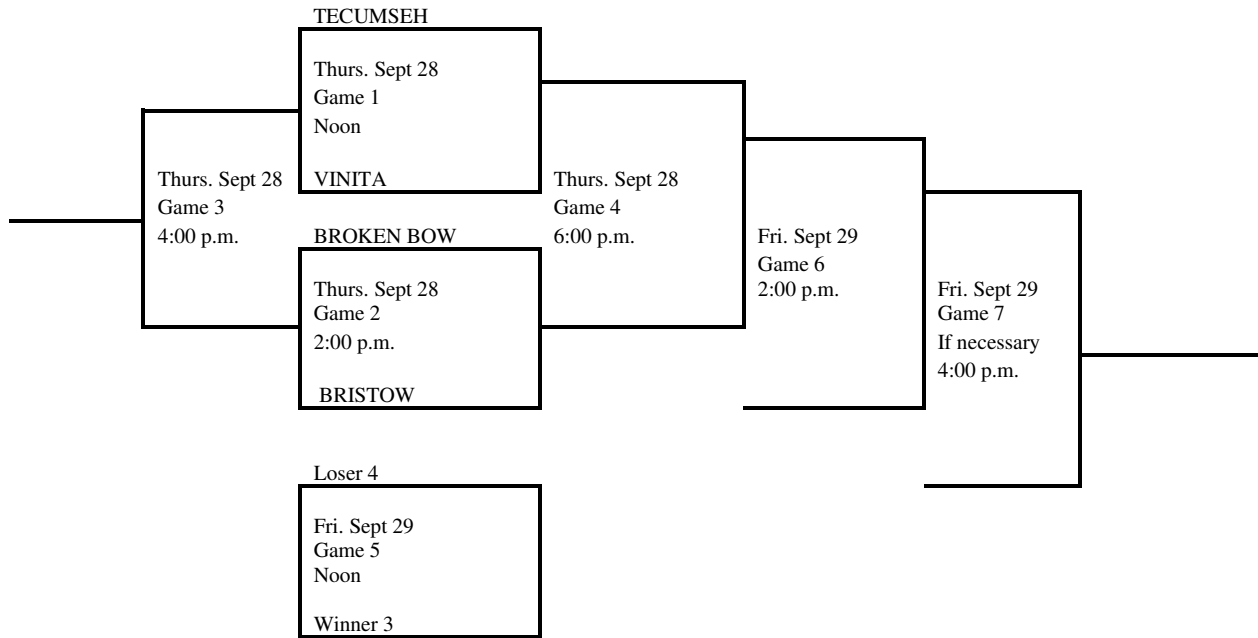 TECUMSEH
Thurs. Sept 28
Game 1
Noon
VINITA
Thurs. Sept 28
Game 3
4:00 p.m.
BROKEN BOW
Thurs. Sept 28
Game 2
2:00 p.m.
BRISTOW
Thurs. Sept 28
Game 4
6:00 p.m.
Fri. Sept 29
Game 6
2:00 p.m.
Fri. Sept 29
Game 7
If necessary
4:00 p.m.
Loser 4
Fri. Sept 29
Game 5
Noon
Winner 3